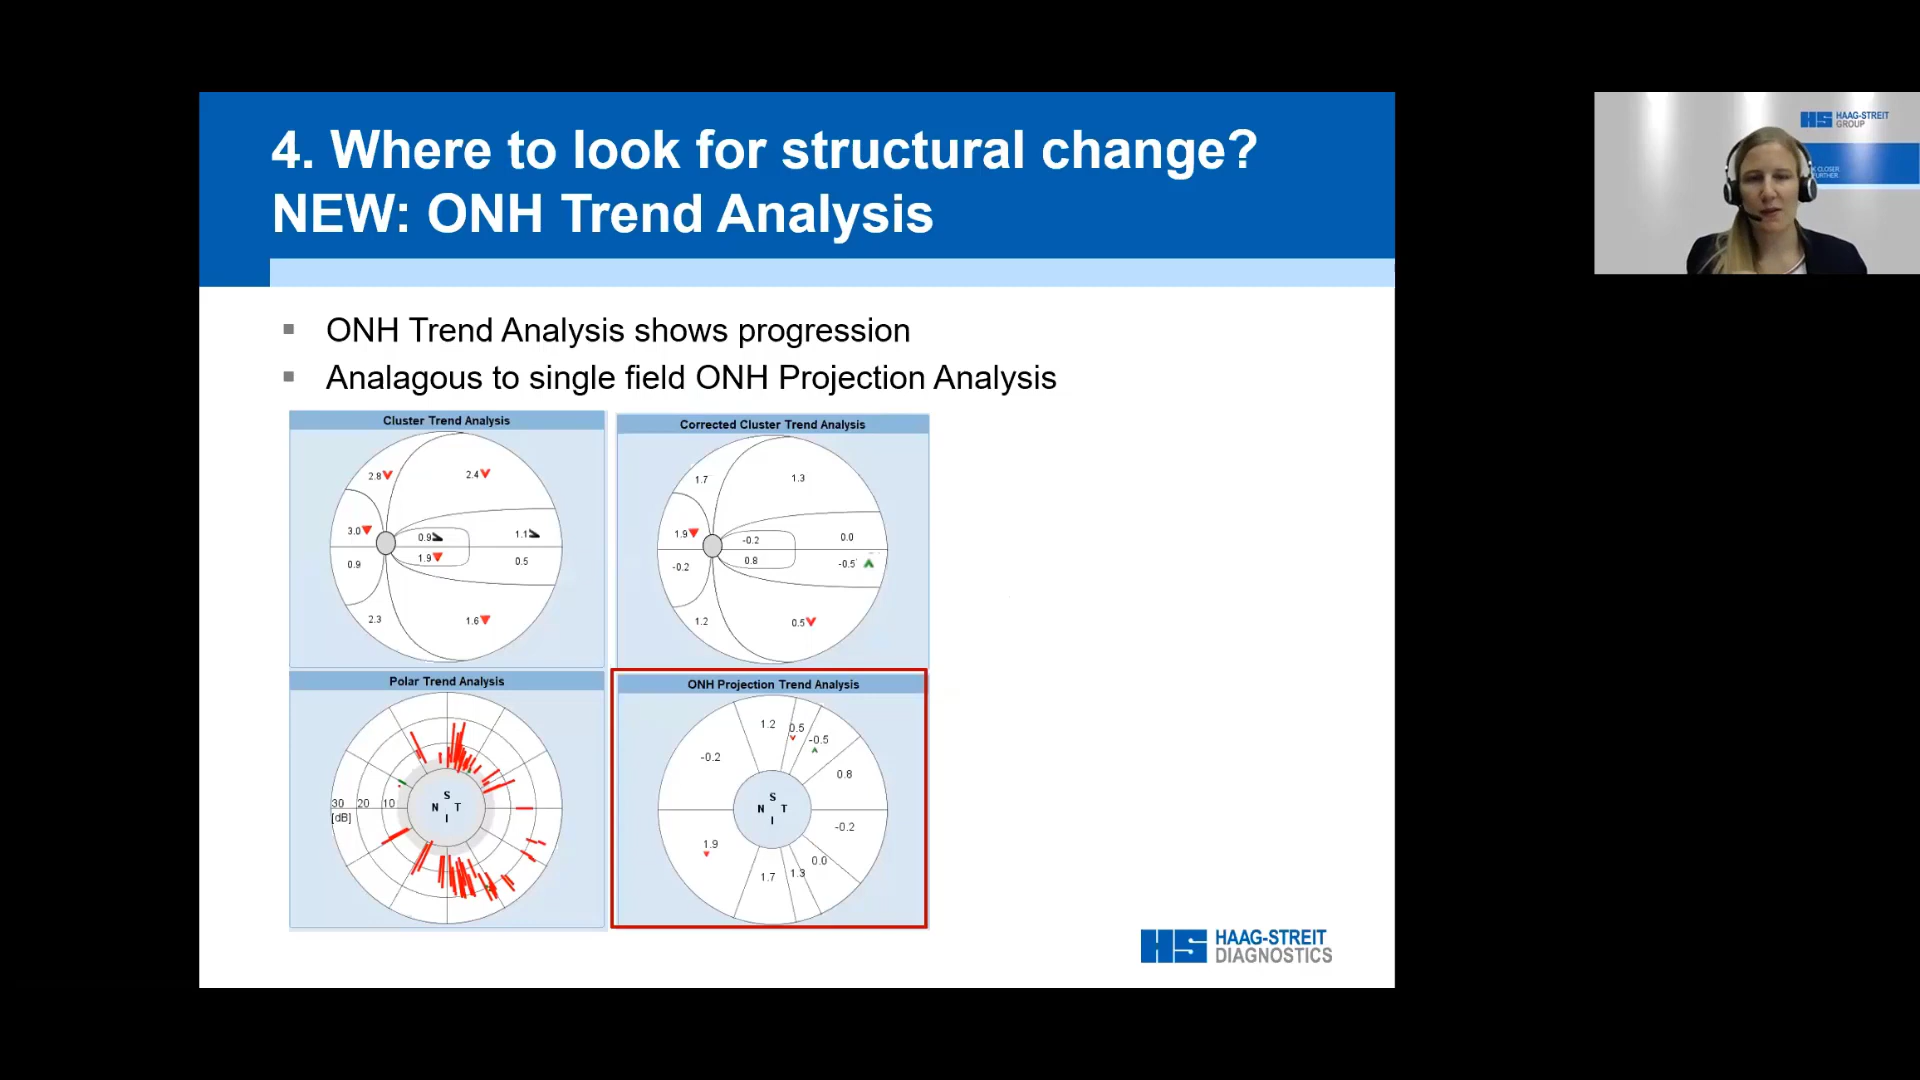 4. Where to look for structural change?
NEW: ONH Trend Analysis
ONH Trend Analysis shows progression
Analagous to single field ONH Projection Analysis
Cluster Trend Analysis
2.8
2.4
3.0
0.9
1.1
1.9
0.9
0.5
2.3
1.6
Corrected Cluster Trend Analysis
1.7
1.3
1.9
-0.2
0.0
-0.2
0.8
-0.5
1.2
0.5
Polar Trend Analysis
30 20 10
[dB]
S
N T
I
ONH Projection Trend Analysis
1.2
0.5
-0.5
-0.2
0.8
S
N T
I
-0.2
1.9
0.0
1.7
1.3
HS HAAG-STREIT
DIAGNOSTICS
HS HAAG-STREIT
GROUP